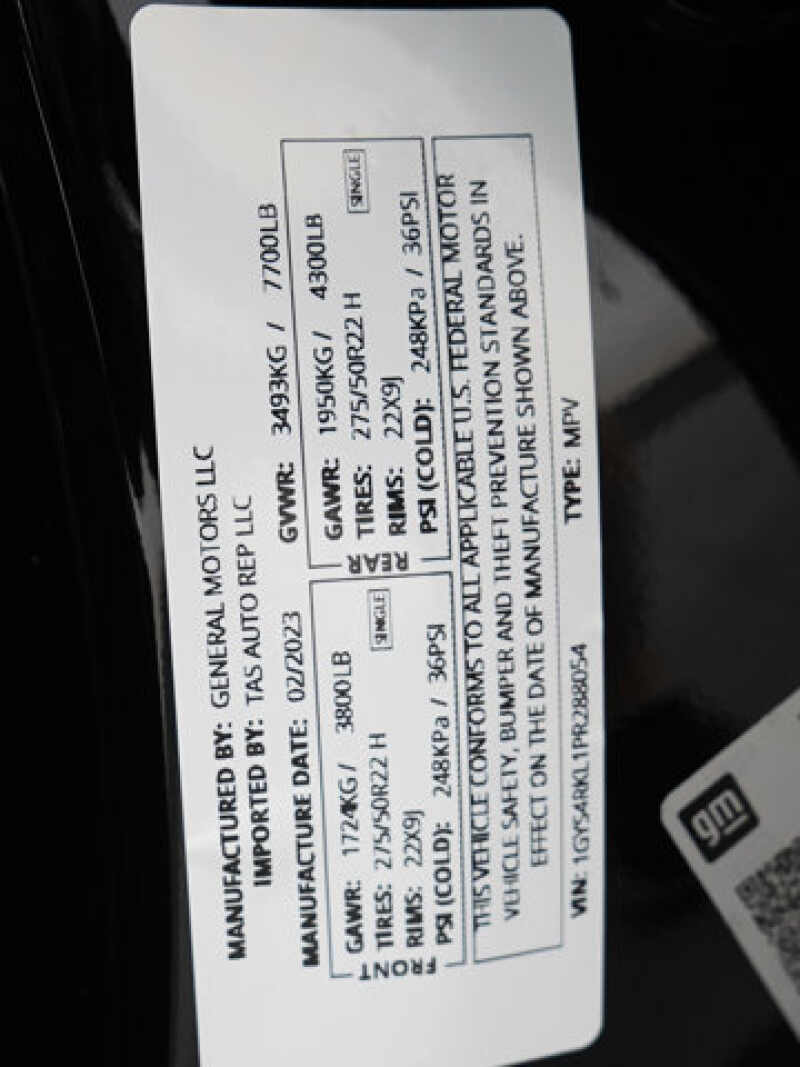 MANUFACTURED BY: GENERAL MOTORS LLC
IMPORTED BY: TAS AUTO REP LLC
MANUFACTURE DATE: 02/2023 GVWR: 3493KG / 7700LB
FRONT
GAWR: 1724KG / 3800LB
TIRES: 275/50R22 H SINGLE
RIMS: 22X9J
PSI (COLD): 248KPa / 36PSI
REAR
GAWR: 1950KG / 4300LB
TIRES: 275/50R22 H SINGLE
RIMS: 22X9J
PSI (COLD): 248KPa / 36PSI
THIS VEHICLE CONFORMS TO ALL APPLICABLE U.S. FEDERAL MOTOR
VEHICLE SAFETY, BUMPER AND THEFT PREVENTION STANDARDS IN
EFFECT ON THE DATE OF MANUFACTURE SHOWN ABOVE.
VIN: 1GYS4RKL1PR288054 TYPE: MPV
gm